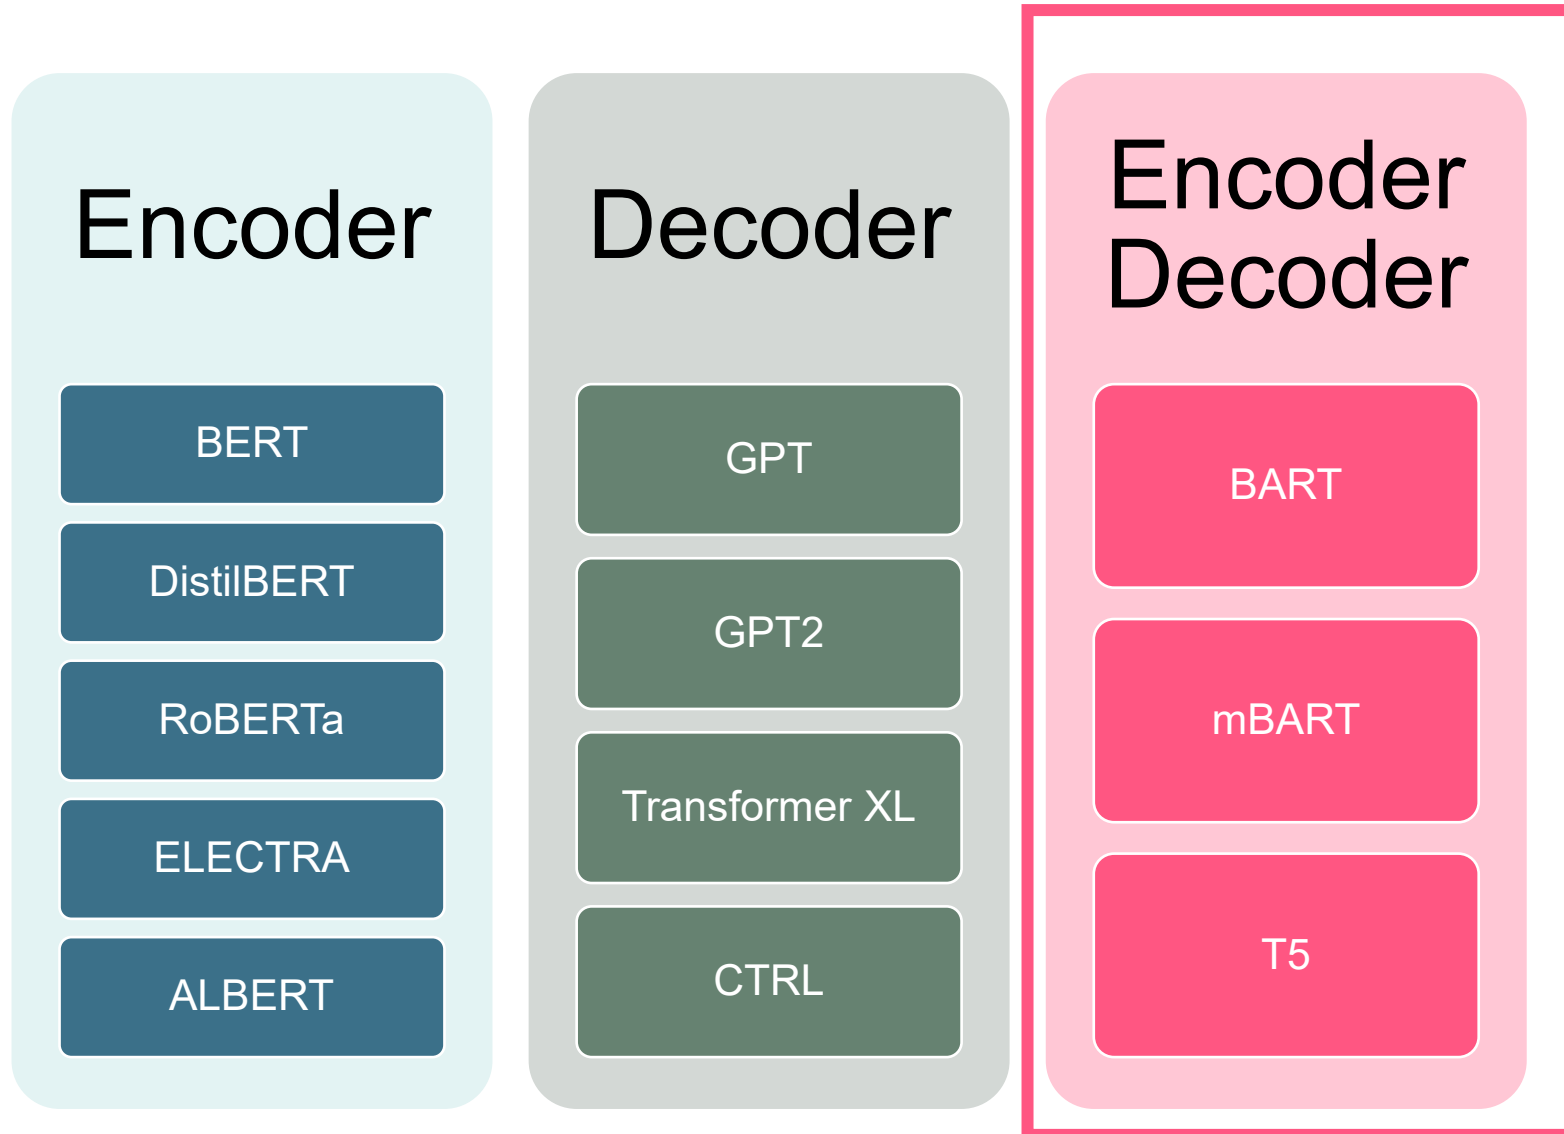 Encoder
BERT
DistilBERT
RoBERTa
ELECTRA
ALBERT
Decoder
GPT
GPT2
Transformer XL
CTRL
Encoder
Decoder
BART
mBART
T5